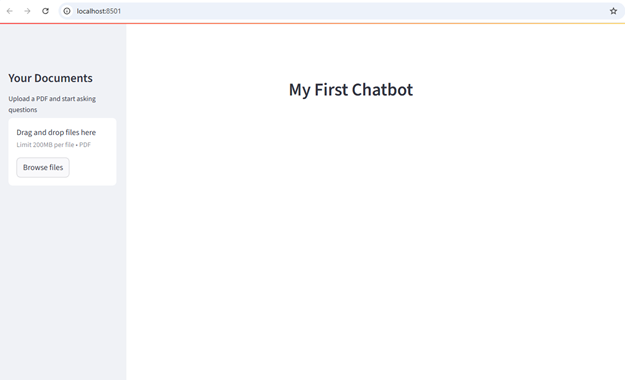 localhost:8501
Your Documents
Upload a PDF and start asking
questions
Drag and drop files here
Limit 200MB per file • PDF
Browse files
My First Chatbot